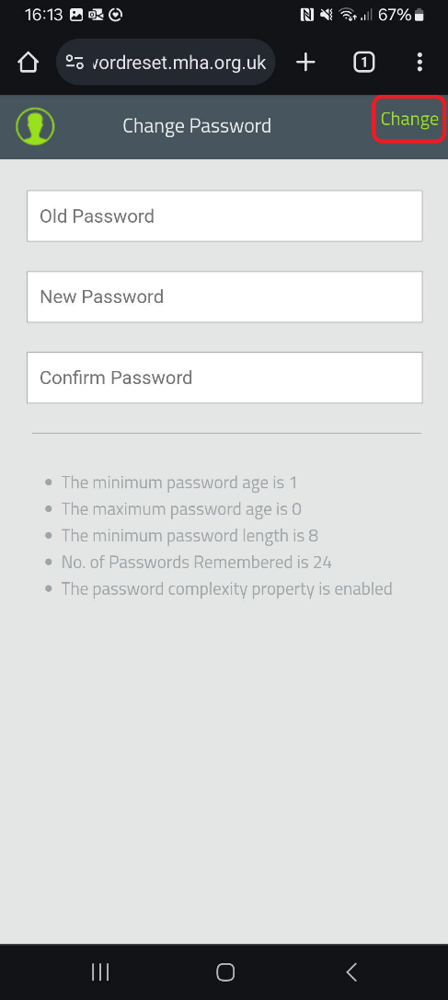 16:13 67%
wordreset.mha.org.uk 1
Change Password
Change
Old Password
New Password
Confirm Password
The minimum password age is 1
The maximum password age is 0
The minimum password length is 8
No. of Passwords Remembered is 24
The password complexity property is enabled